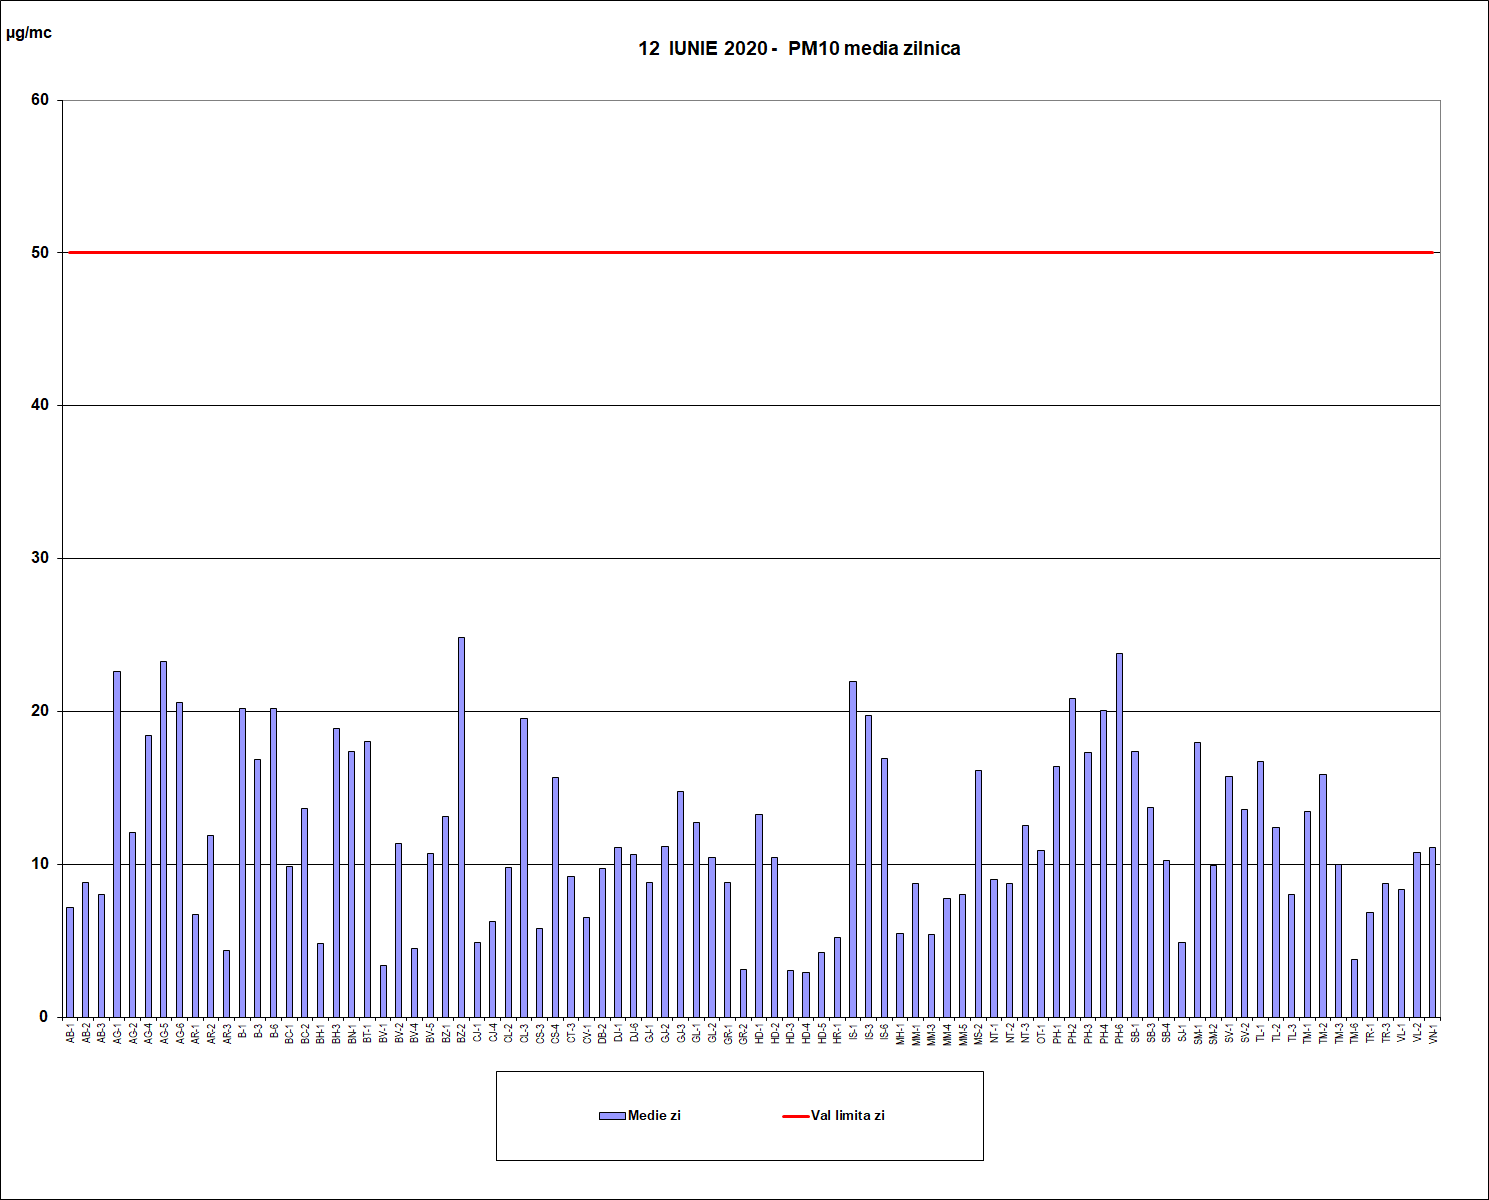 µg/mc
12 IUNIE 2020 - PM10 media zilnica
60
50
40
30
20
10
0
AB-1 AB-2 AB-3 AG-1 AG-2 AG-4 AG-5 AG-6 AR-1 AR-2 AR-3 B-1 B-3 B-6 BC-1 BC-2 BH-1 BH-3 BN-1 BT-1 BV-1 BV-2 BV-4 BV-5 BZ-1 BZ-2 CJ-1 CJ-4 CL-2 CL-3 CS-3 CS-4 CT-3 CV-1 DB-2 DJ-1 DJ-6 GJ-1 GJ-2 GJ-3 GL-1 GL-2 GR-1 GR-2 HD-1 HD-2 HD-3 HD-4 HD-5 HR-1 IS-1 IS-3 IS-6 MH-1 MM-1 MM-3 MM-4 MM-5 MS-2 NT-1 NT-2 NT-3 OT-1 PH-1 PH-2 PH-3 PH-4 PH-6 SB-1 SB-3 SB-4 SJ-1 SM-1 SM-2 SV-1 SV-2 TL-1 TL-2 TL-3 TM-1 TM-2 TM-3 TM-6 TR-1 TR-3 VL-1 VL-2 VN-1
Medie zi
Val limita zi